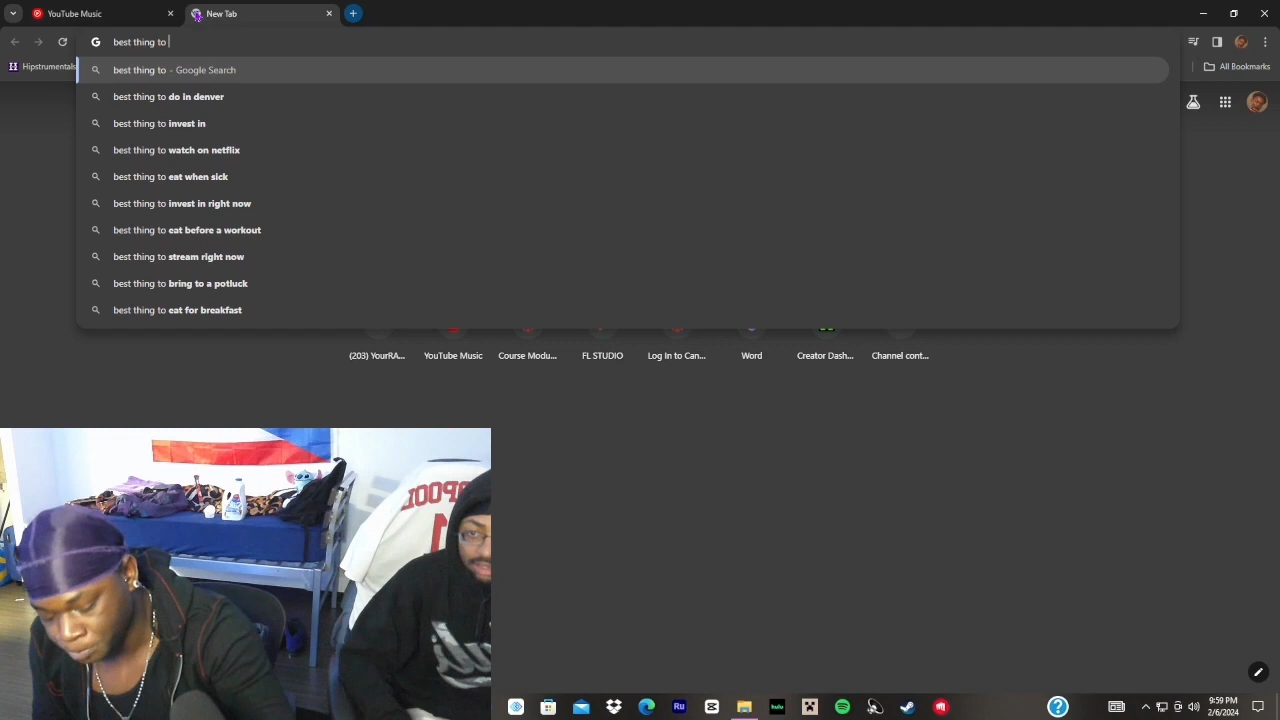 YouTube Music
New Tab
best thing to
Hipstrumentals
All Bookmarks
best thing to - Google Search
best thing to do in denver
best thing to invest in
best thing to watch on netflix
best thing to eat when sick
best thing to invest in right now
best thing to eat before a workout
best thing to stream right now
best thing to bring to a potluck
best thing to eat for breakfast
(203) YourRA...
YouTube Music
Course Modu...
FL STUDIO
Log In to Can...
Word
Creator Dash...
Channel cont...
Ru
hulu
9:59 PM
2/6/2024